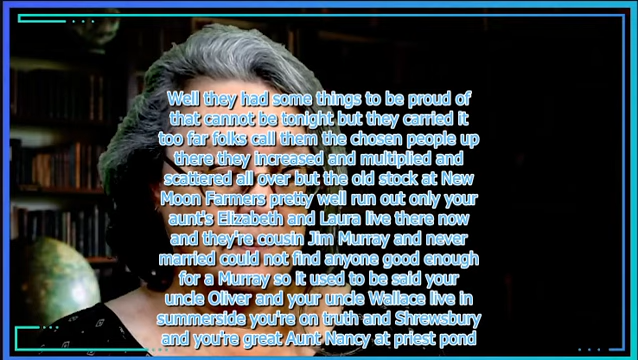 Well they had some things to be proud of
that cannot be tonight but they carried it
too far folks call them the chosen people up
there they increased and multiplied and
scattered all over but the old stock at New
Moon Farmers pretty well run out only your
aunt's Elizabeth and Laura live there now
and they're cousin Jim Murray and never
married could not find anyone good enough
for a Murray so it used to be said your
uncle Oliver and your uncle Wallace live in
summerside you're on truth and Shrewsbury
and you're great Aunt Nancy at priest pond